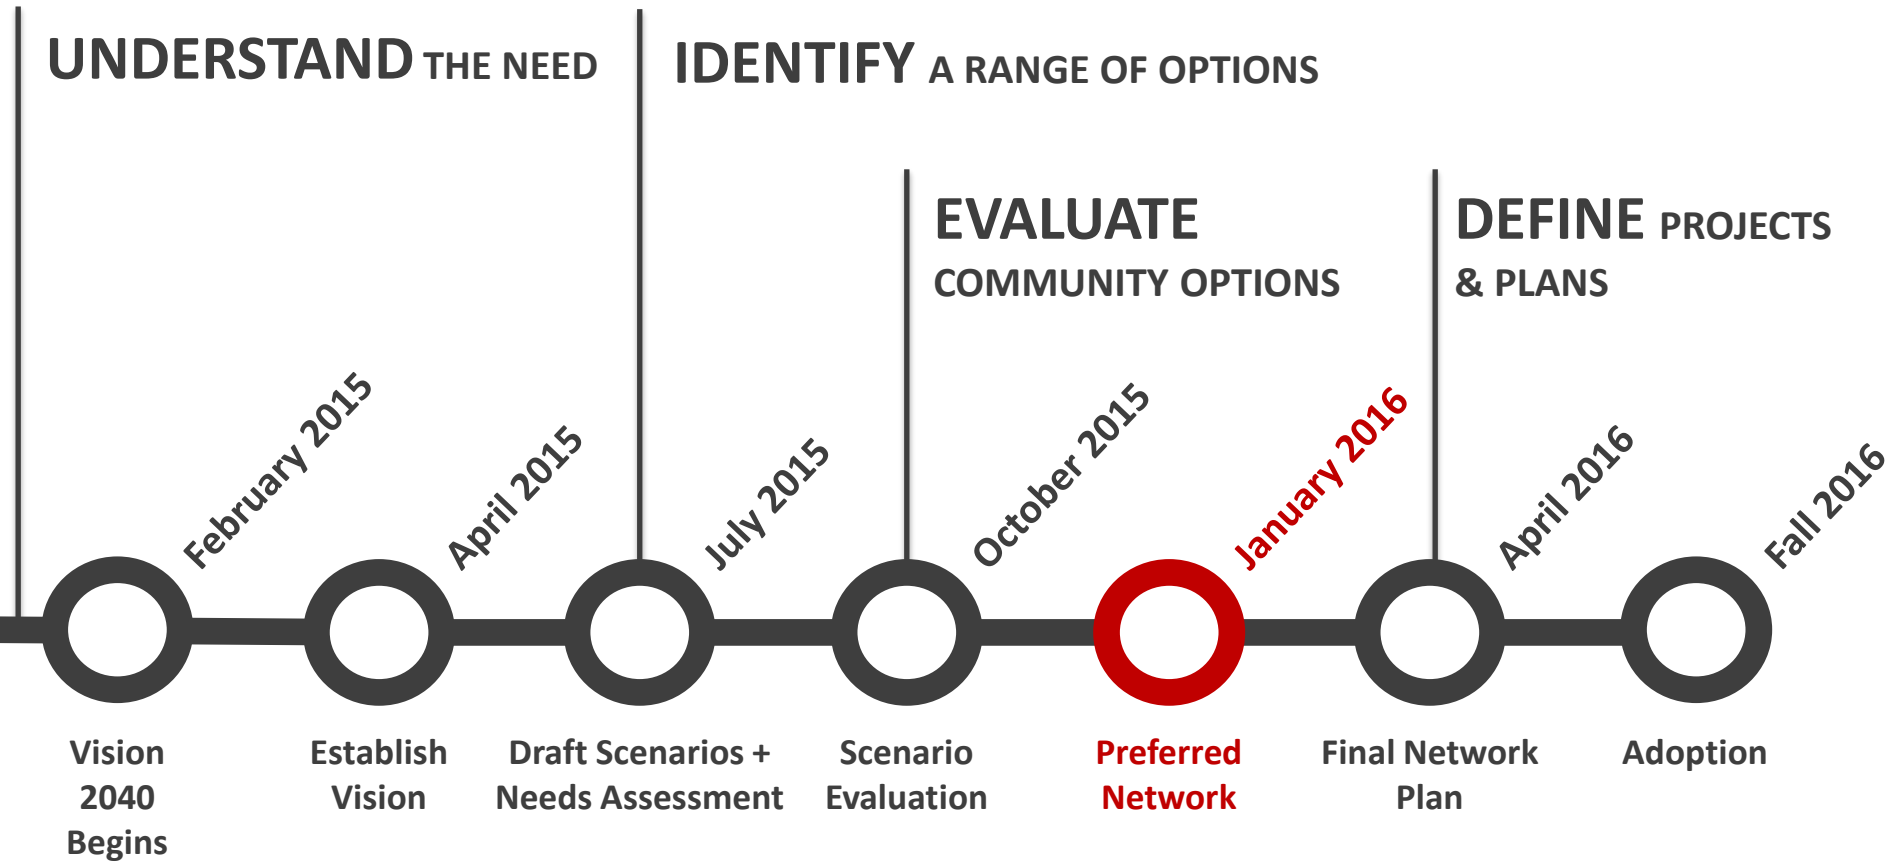 UNDERSTAND THE NEED
IDENTIFY A RANGE OF OPTIONS
EVALUATE
COMMUNITY OPTIONS
DEFINE PROJECTS
& PLANS
February 2015
April 2015
July 2015
October 2015
January 2016
April 2016
Fall 2016
Vision
2040
Begins
Establish
Vision
Draft Scenarios +
Needs Assessment
Scenario
Evaluation
Preferred
Network
Final Network
Plan
Adoption